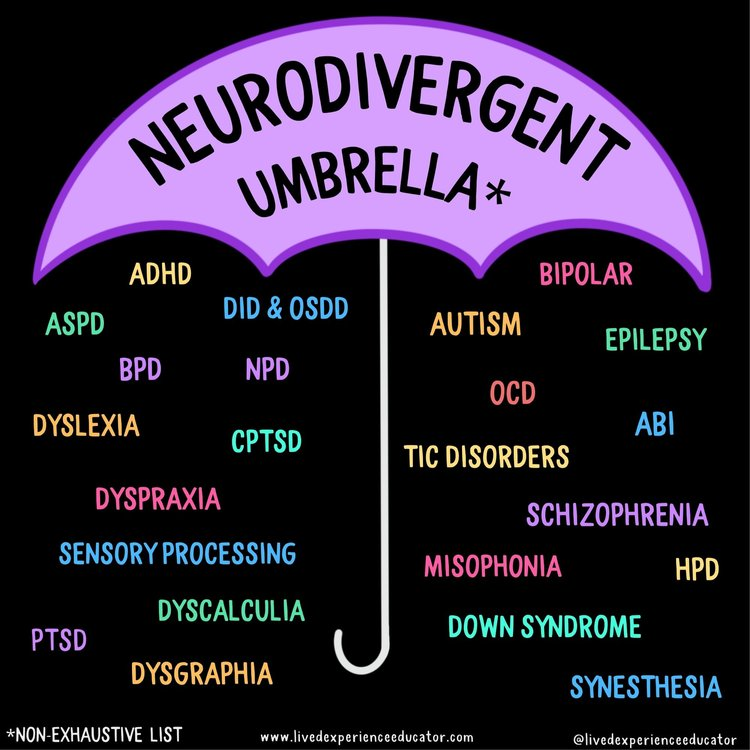 NEURODIVERGENT
UMBRELLA*
ADHD
ASPD
DID & OSDD
BPD
NPD
DYSLEXIA
CPTSD
DYSPRAXIA
SENSORY PROCESSING
DYSCALCULIA
PTSD
DYSGRAPHIA
BIPOLAR
AUTISM
EPILEPSY
OCD
ABI
TIC DISORDERS
SCHIZOPHRENIA
MISOPHONIA
HPD
DOWN SYNDROME
SYNESTHESIA
*NON-EXHAUSTIVE LIST
www.livedexperienceeducator.com
@livedexperienceeducator